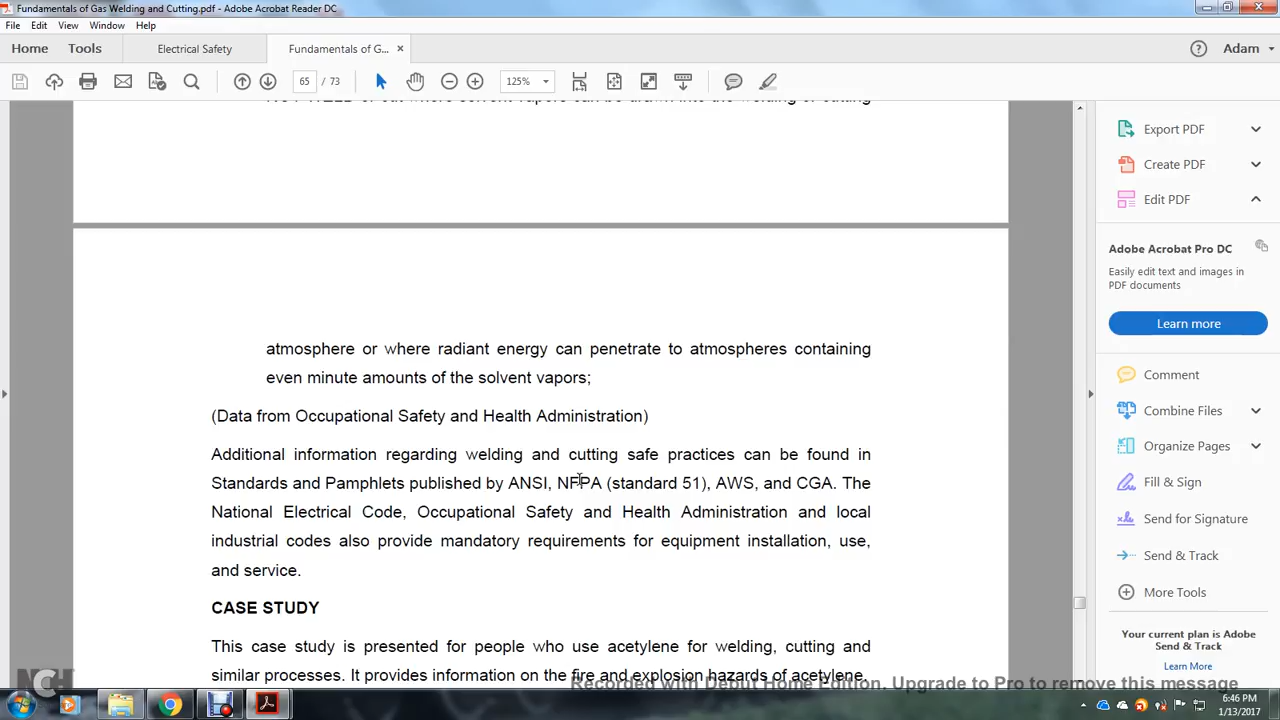 Fundamentals of Gas Welding and Cutting.pdf - Adobe Acrobat Reader DC
File Edit View Window Help
Home Tools Electrical Safety Fundamentals of G... × Adam
65 / 73 125%
atmosphere or where radiant energy can penetrate to atmospheres containing
even minute amounts of the solvent vapors;
(Data from Occupational Safety and Health Administration)
Additional information regarding welding and cutting safe practices can be found in
Standards and Pamphlets published by ANSI, NFPA (standard 51), AWS, and CGA. The
National Electrical Code, Occupational Safety and Health Administration and local
industrial codes also provide mandatory requirements for equipment installation, use,
and service.
CASE STUDY
This case study is presented for people who use acetylene for welding, cutting and
similar processes. It provides information on the fire and explosion hazards of acetylene.
Export PDF
Create PDF
Edit PDF
Adobe Acrobat Pro DC
Easily edit text and images in
PDF documents
Learn more
Comment
Combine Files
Organize Pages
Fill & Sign
Send for Signature
Send & Track
More Tools
Your current plan is Adobe
Send & Track
Learn More
NCH
Recorded with Debut Home Edition. Upgrade to Pro to remove this message
6:46 PM
1/13/2017